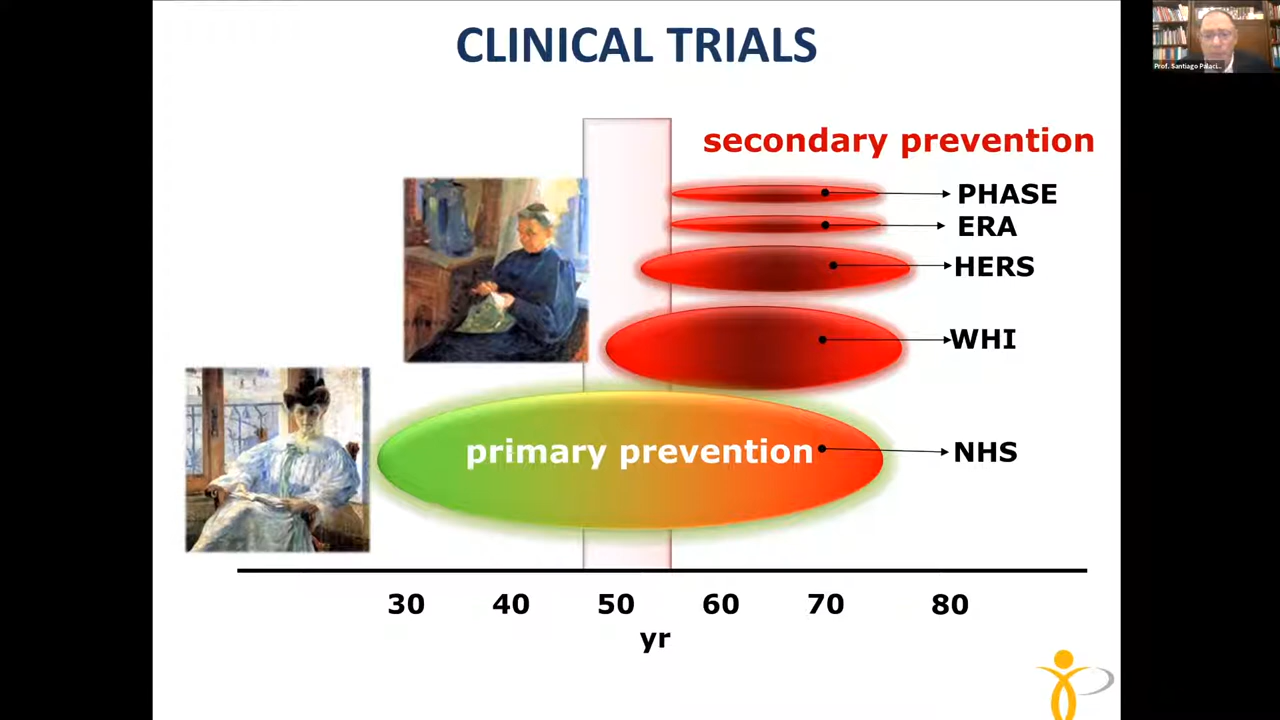 CLINICAL TRIALS
Prof. Santiago Palaci...
secondary prevention
PHASE
ERA
HERS
WHI
primary prevention
NHS
30 40 50 60 70 80
yr